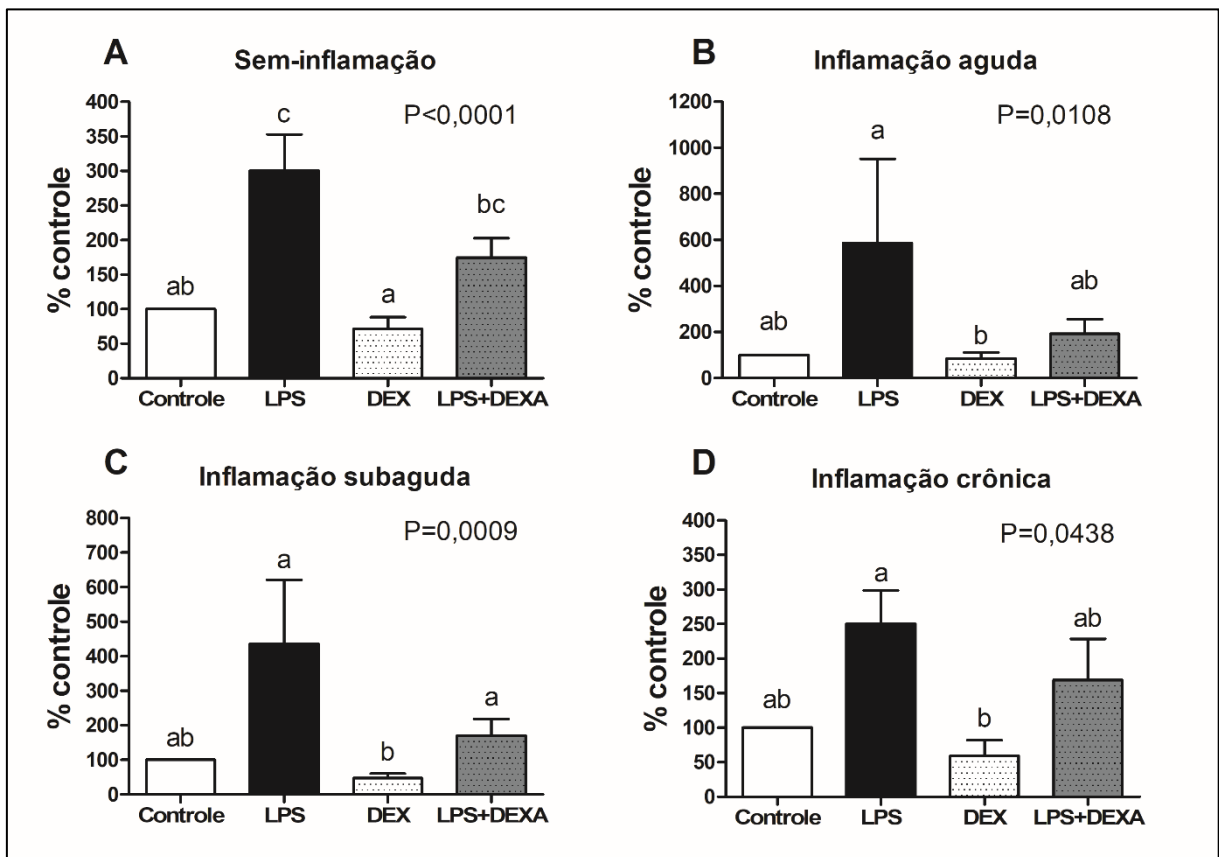 A
Sem-inflamação
P<0,0001
% controle
400
350
300
250
200
150
100
50
0
ab
c
a
bc
Controle LPS DEX LPS+DEXA
B
Inflamação aguda
P=0,0108
% controle
1200
1000
800
600
400
200
0
ab
a
b
ab
Controle LPS DEX LPS+DEXA
C
Inflamação subaguda
P=0,0009
% controle
800
700
600
500
400
300
200
100
0
ab
a
b
a
Controle LPS DEX LPS+DEXA
D
Inflamação crônica
P=0,0438
% controle
400
350
300
250
200
150
100
50
0
ab
a
b
ab
Controle LPS DEX LPS+DEXA